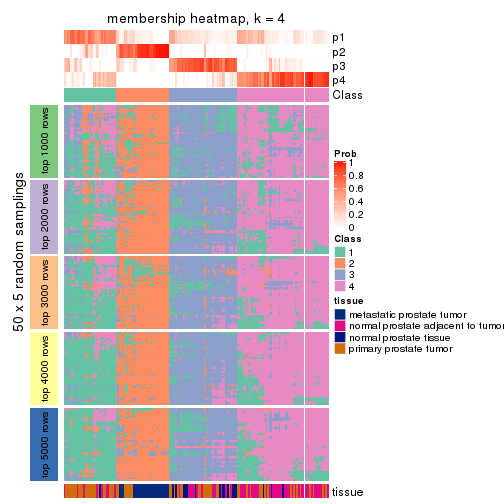 membership heatmap, k = 4
p1
p2
p3
p4
Class
50 x 5 random samplings
top 1000 rows
top 2000 rows
top 3000 rows
top 4000 rows
top 5000 rows
Prob
1
0.8
0.6
0.4
0.2
0
Class
1
2
3
4
tissue
metastatic prostate tumor
normal prostate adjacent to tumor
normal prostate tissue
primary prostate tumor
tissue